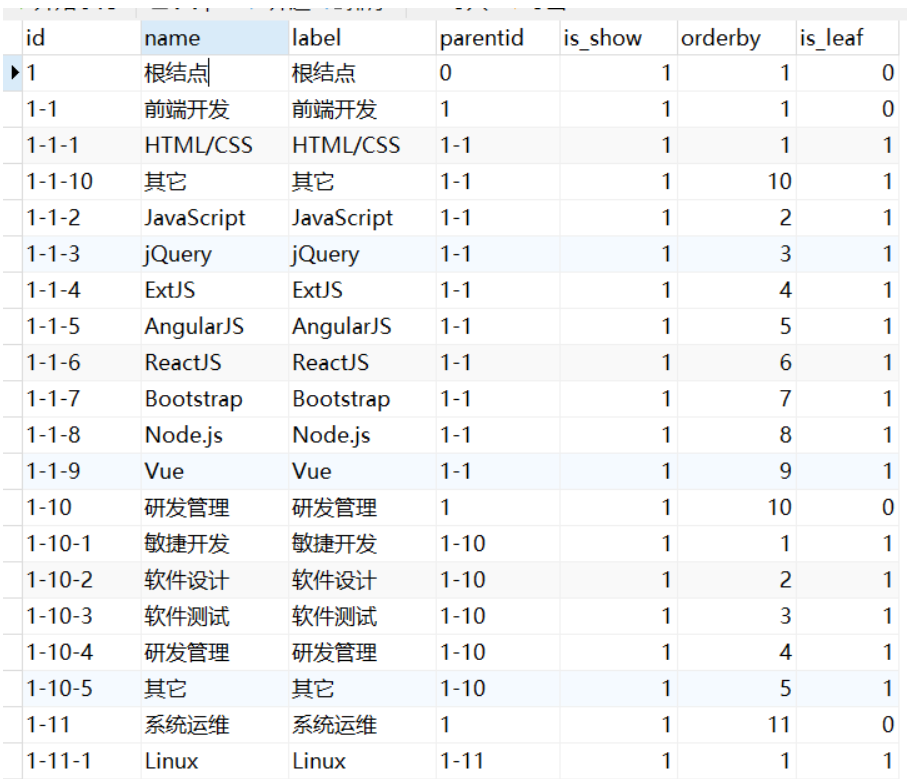 id name label parentid is_show orderby is_leaf
1 根结点 根结点 0 1 1 0
1-1 前端开发 前端开发 1 1 1 0
1-1-1 HTML/CSS HTML/CSS 1-1 1 1 1
1-1-10 其它 其它 1-1 1 10 1
1-1-2 JavaScript JavaScript 1-1 1 2 1
1-1-3 jQuery jQuery 1-1 1 3 1
1-1-4 ExtJS ExtJS 1-1 1 4 1
1-1-5 AngularJS AngularJS 1-1 1 5 1
1-1-6 ReactJS ReactJS 1-1 1 6 1
1-1-7 Bootstrap Bootstrap 1-1 1 7 1
1-1-8 Node.js Node.js 1-1 1 8 1
1-1-9 Vue Vue 1-1 1 9 1
1-10 研发管理 研发管理 1 1 10 0
1-10-1 敏捷开发 敏捷开发 1-10 1 1 1
1-10-2 软件设计 软件设计 1-10 1 2 1
1-10-3 软件测试 软件测试 1-10 1 3 1
1-10-4 研发管理 研发管理 1-10 1 4 1
1-10-5 其它 其它 1-10 1 5 1
1-11 系统运维 系统运维 1 1 11 0
1-11-1 Linux Linux 1-11 1 1 1